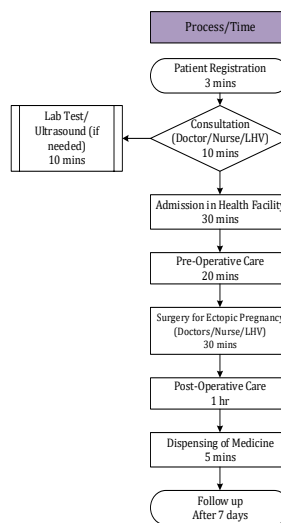 Process/Time
Patient Registration
3 mins
Lab Test/
Ultrasound (if
needed)
10 mins
Consultation
(Doctor/Nurse/LHV)
10 mins
Admission in Health Facility
30 mins
Pre-Operative Care
20 mins
Surgery for Ectopic Pregnancy
(Doctors/Nurse/LHV)
30 mins
Post-Operative Care
1 hr
Dispensing of Medicine
5 mins
Follow up
After 7 days